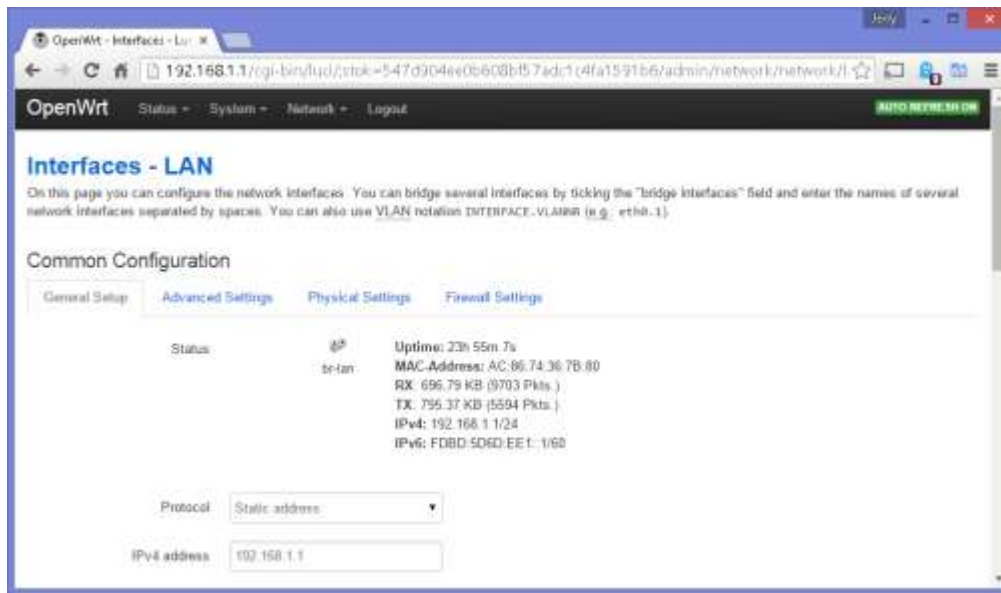 Jerry
OpenWrt - Interfaces - Lu
192.168.1.1/cgi-bin/luci/;stok=547d904ee0b608bf57adc1c4fa1591b6/admin/network/network/l
OpenWrt Status System Network Logout AUTO REFRESH ON
Interfaces - LAN
On this page you can configure the network interfaces. You can bridge several interfaces by ticking the "bridge interfaces" field and enter the names of several
network interfaces separated by spaces. You can also use VLAN notation INTERFACE.VLANNR (e.g.: eth0.1).
Common Configuration
General Setup Advanced Settings Physical Settings Firewall Settings
Status
br-lan
Uptime: 23h 55m 7s
MAC-Address: AC:86:74:36:7B:80
RX: 696.79 KB (9703 Pkts.)
TX: 795.37 KB (5594 Pkts.)
IPv4: 192.168.1.1/24
IPv6: FDBD:5D6D:EE1::1/60
Protocol Static address
IPv4 address 192.168.1.1